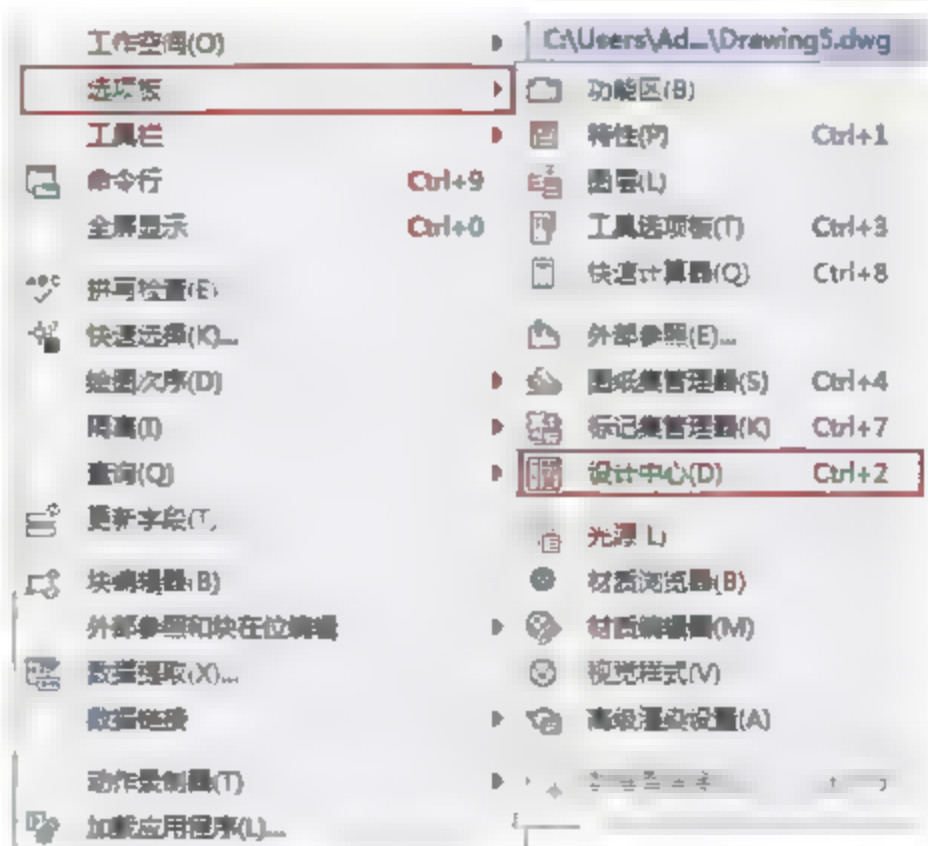 工作空间(O)
选项板
工具栏
命令行 Ctrl+9
全屏显示 Ctrl+0
拼写检查(E)
快速选择(K)...
绘图次序(D)
隔离(I)
查询(Q)
更新字段(T)
块编辑器(B)
外部参照和块在位编辑
数据提取(X)...
数据链接
动作录制器(T)
加载应用程序(L)...
C:\Users\Ad...\Drawing5.dwg
功能区(B)
特性(P) Ctrl+1
图层(L)
工具选项板(T) Ctrl+3
快速计算器(Q) Ctrl+8
外部参照(E)...
图纸集管理器(S) Ctrl+4
标记集管理器(K) Ctrl+7
设计中心(D) Ctrl+2
光源(L)
材质浏览器(B)
材质编辑器(M)
视觉样式(V)
高级渲染设置(A)